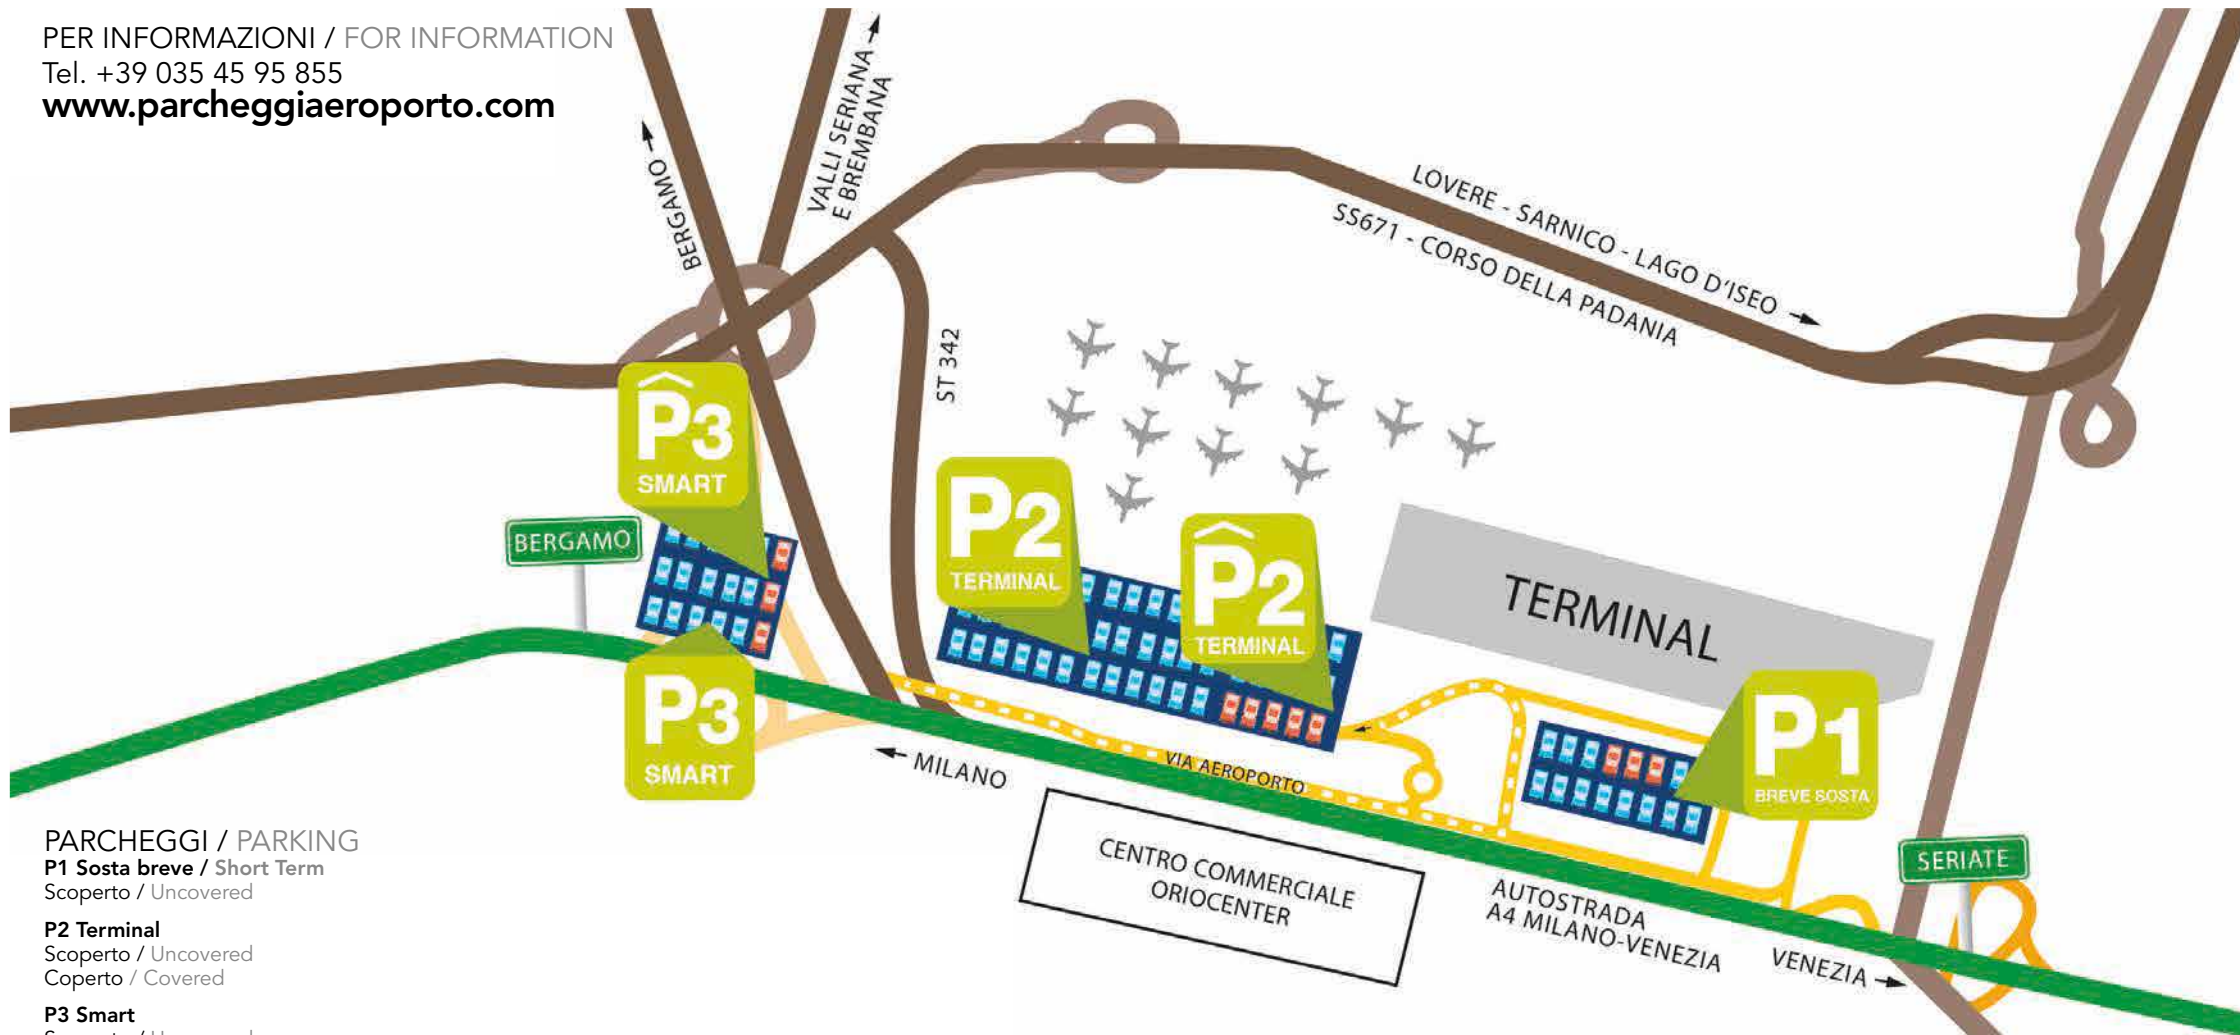 PER INFORMAZIONI / FOR INFORMATION
Tel. +39 035 45 95 855
www.parcheggiaeroporto.com
BERGAMO
VALLI SERIANA
E BREMBANA
LOVERE - SARNICO - LAGO D'ISEO
SS671 - CORSO DELLA PADANIA
ST 342
P3
SMART
BERGAMO
P2
TERMINAL
P2
TERMINAL
TERMINAL
P3
SMART
P1
BREVE SOSTA
MILANO
VIA AEROPORTO
CENTRO COMMERCIALE
ORIOCENTER
AUTOSTRADA
A4 MILANO-VENEZIA
VENEZIA
SERIATE
PARCHEGGI / PARKING
P1 Sosta breve / Short Term
Scoperto / Uncovered
P2 Terminal
Scoperto / Uncovered
Coperto / Covered
P3 Smart